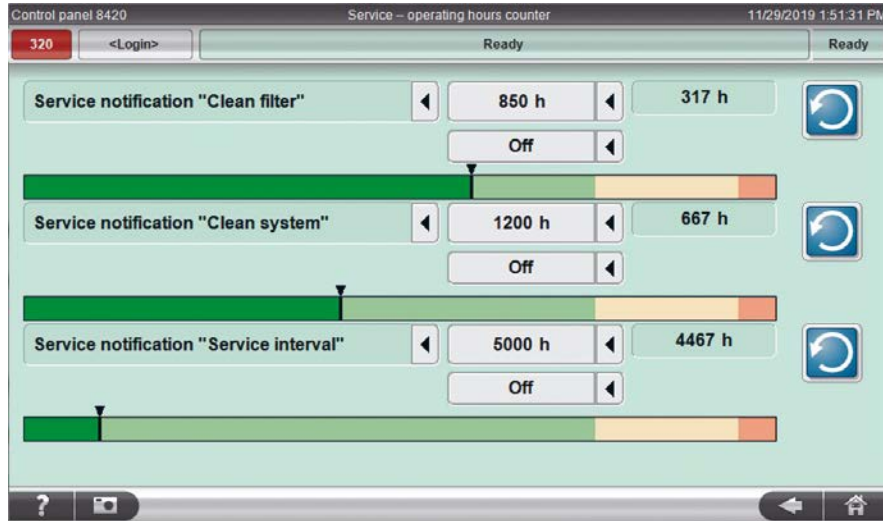 Control panel 8420 Service – operating hours counter 11/29/2019 1:51:31 PM
320 <Login> Ready Ready
Service notification "Clean filter" 850 h 317 h
Off
Service notification "Clean system" 1200 h 667 h
Off
Service notification "Service interval" 5000 h 4467 h
Off
?